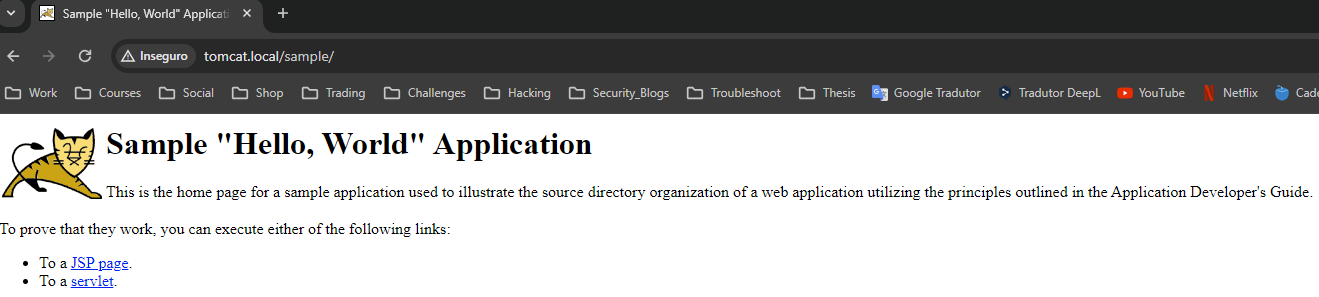 Sample "Hello, World" Applicati
Inseguro tomcat.local/sample/
Work Courses Social Shop Trading Challenges Hacking Security_Blogs Troubleshoot Thesis Google Tradutor Tradutor DeepL YouTube Netflix Cade
Sample "Hello, World" Application
This is the home page for a sample application used to illustrate the source directory organization of a web application utilizing the principles outlined in the Application Developer's Guide.
To prove that they work, you can execute either of the following links:
• To a JSP page.
• To a servlet.